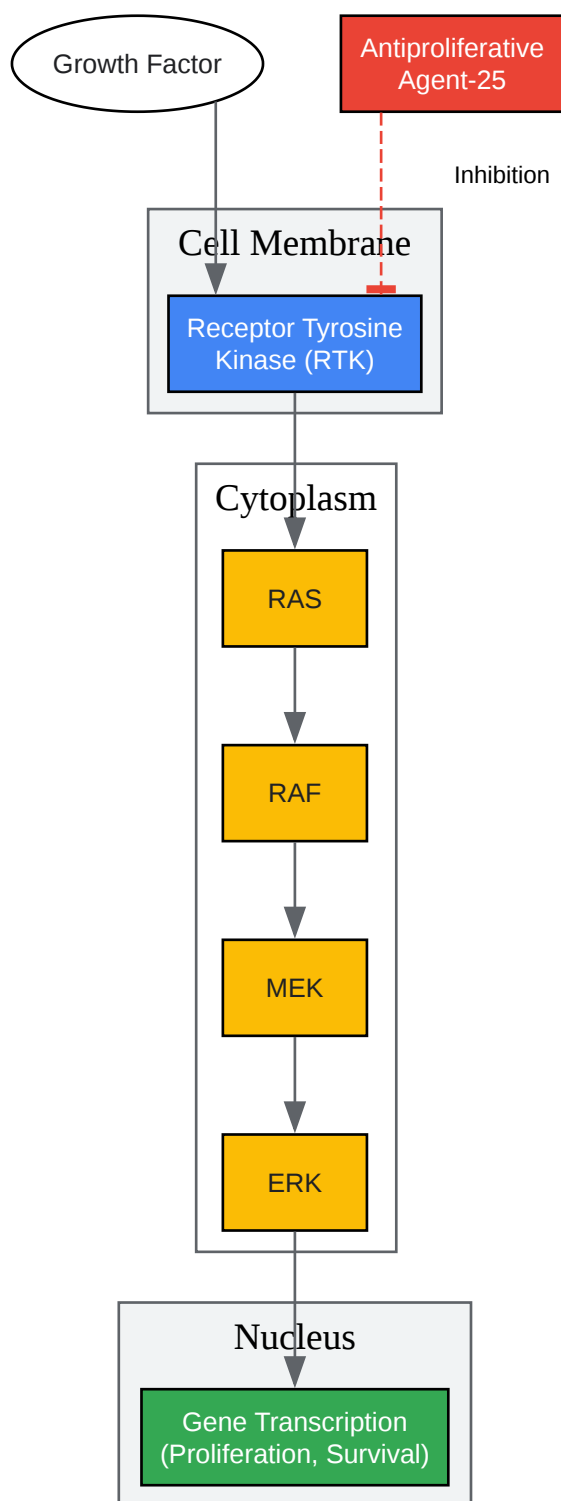 Growth Factor
Antiproliferative
Agent-25
Inhibition
Cell Membrane
Receptor Tyrosine
Kinase (RTK)
Cytoplasm
RAS
RAF
MEK
ERK
Nucleus
Gene Transcription
(Proliferation, Survival)